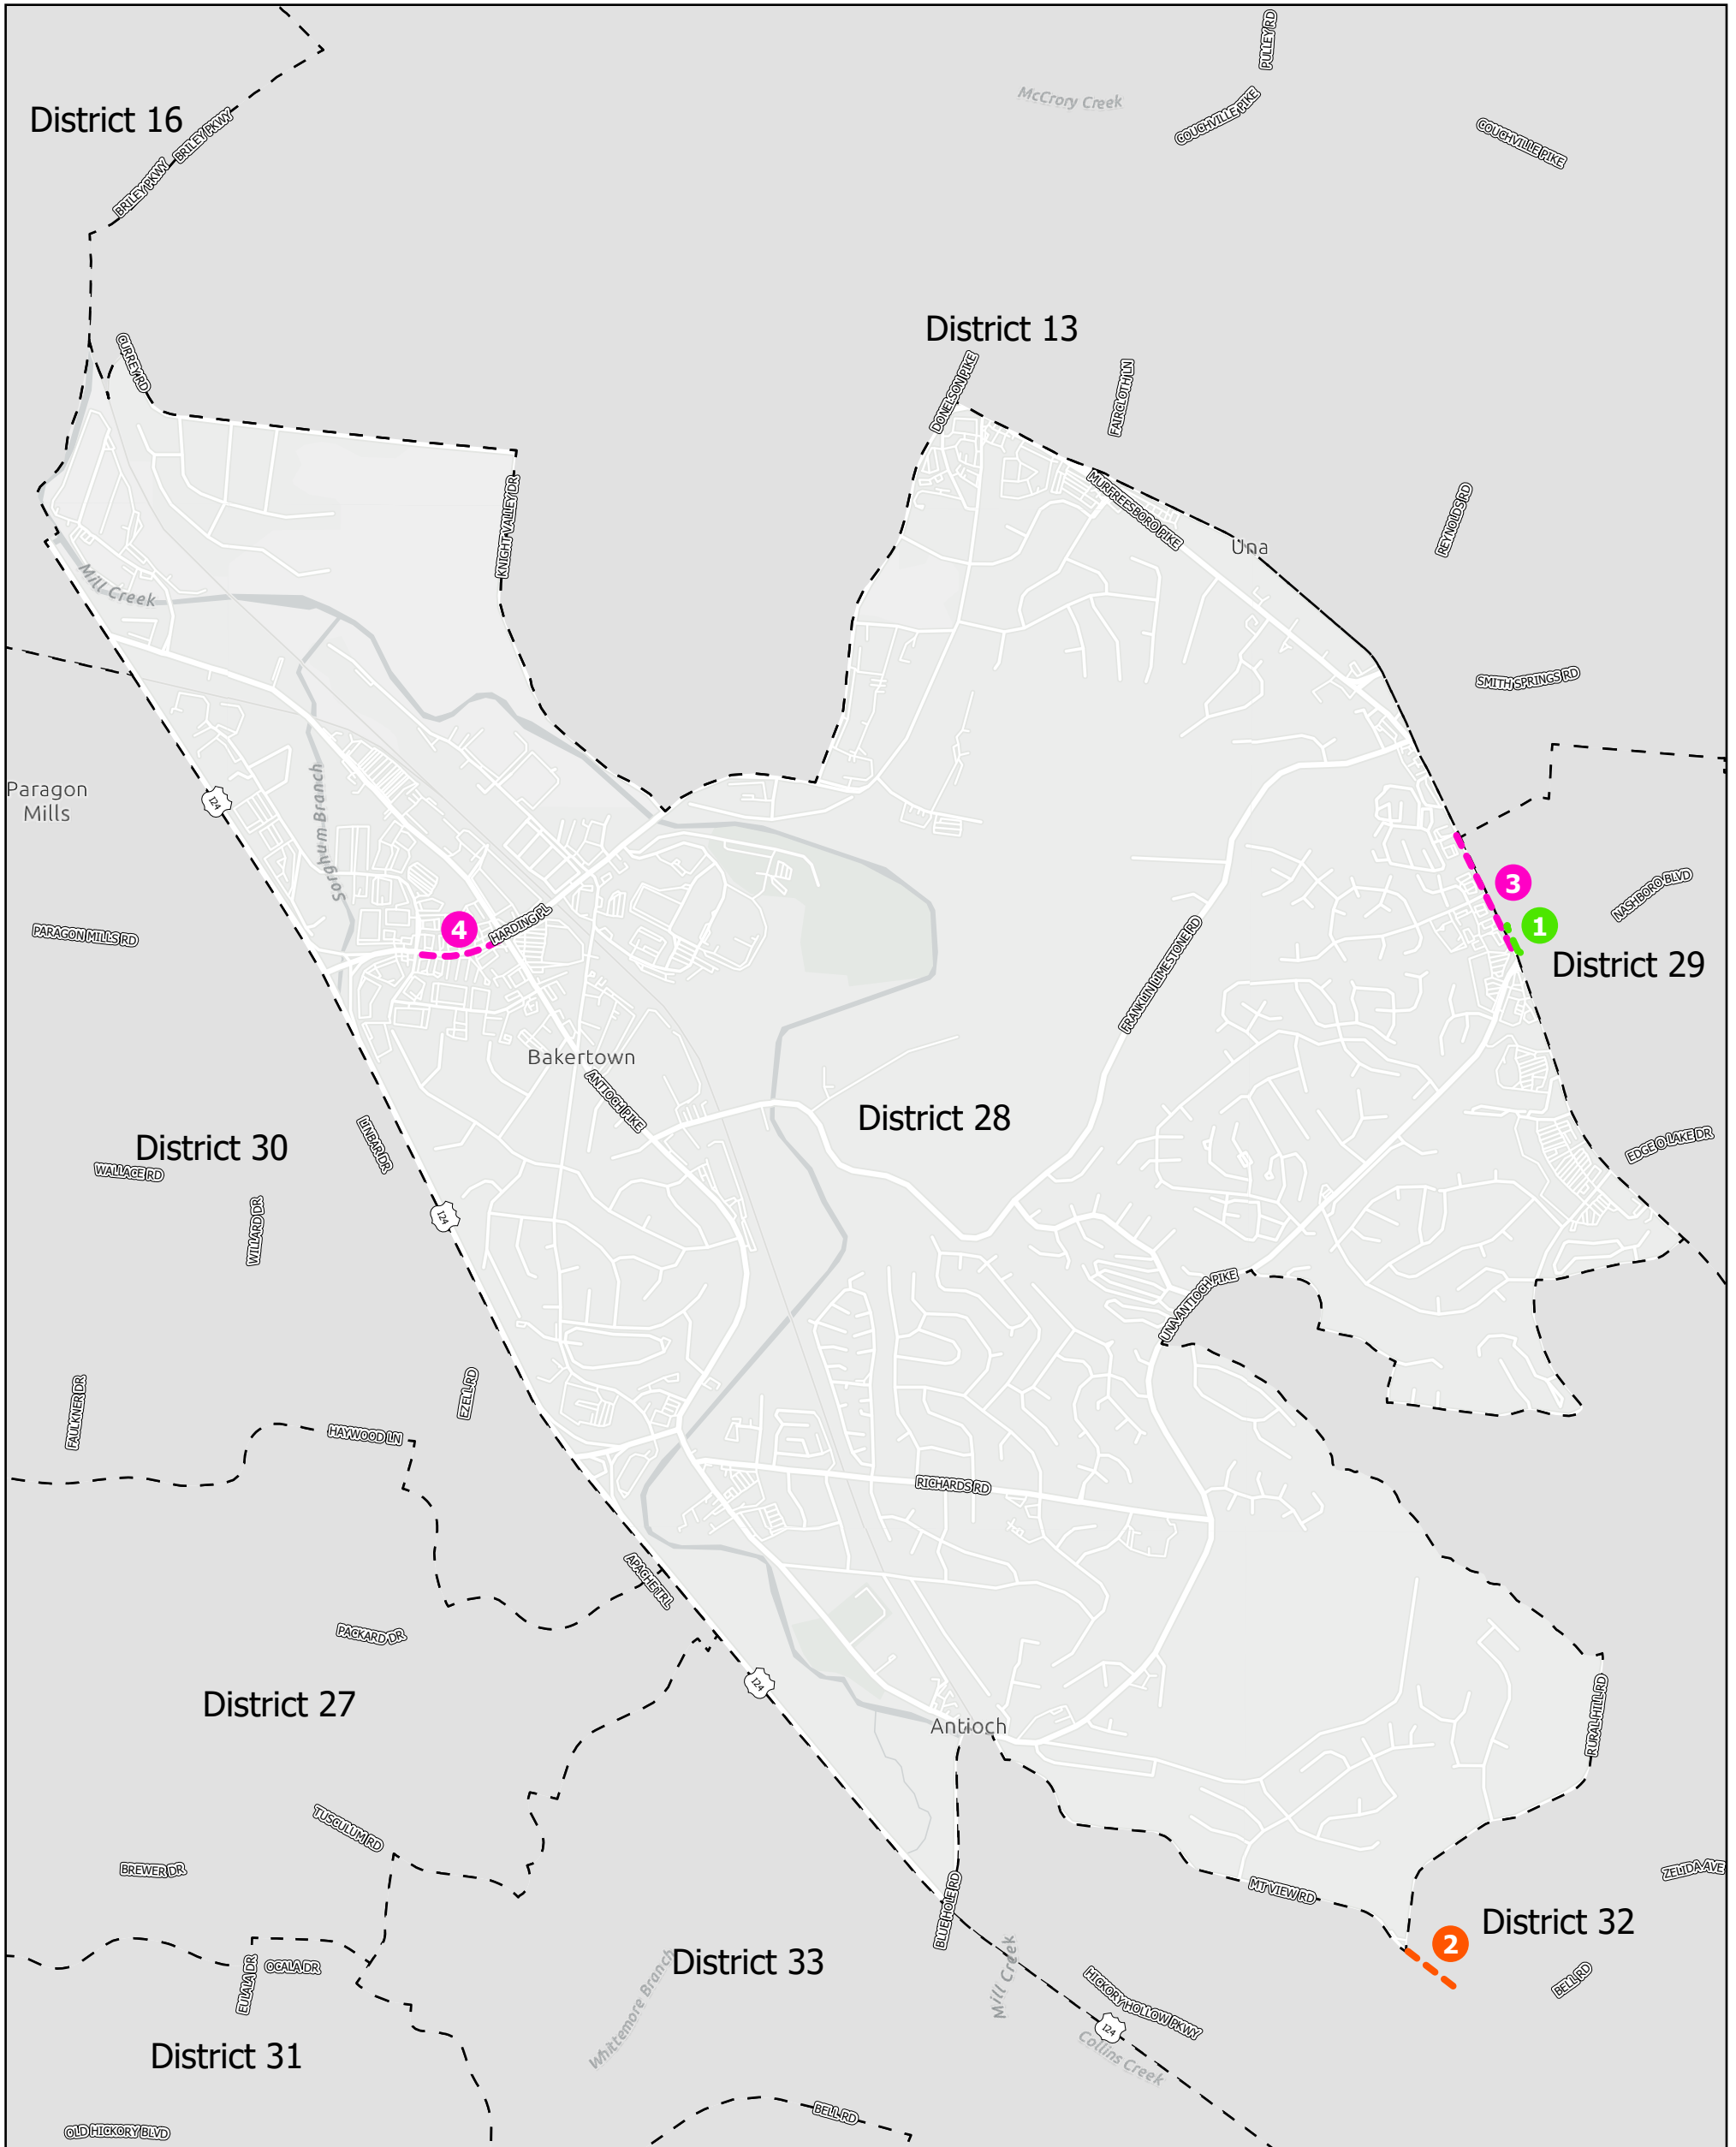 PULLEY RD
McCrory Creek
COUCHVILLE PIKE
COUCHVILLE PIKE
District 16
BRILEY PKWY
BRILEY PKWY
District 13
CURREY RD
DONELSON PIKE
FAIRCLOTH LN
KNIGHT VALLEY DR
MURFREESBORO PIKE
Una
REYNOLDS RD
Mill Creek
SMITH SPRINGS RD
Paragon
Mills
124
Sorghum Branch
3
NASHBORO BLVD
1
4
HARDING PL
PARAGON MILLS RD
District 29
FRANKLIN LIMESTONE RD
Bakertown
ANTIOCH PIKE
District 28
LINBAR DR
District 30
EDGE O LAKE DR
WALLACE RD
WILLARD DR
124
UNA ANTIOCH PIKE
FAULKNER DR
EZELL RD
HAYWOOD LN
RICHARDS RD
APACHE TRL
PACKARD DR
District 27
124
RURAL HILL RD
Antioch
TUSCULUM RD
BREWER DR
ZELIDA AVE
MT VIEW RD
BLUE HOLE RD
District 32
2
OCALA DR
EULALA DR
District 33
Whittemore Branch
Mill Creek
BELL RD
HICKORY HOLLOW PKWY
124
Collins Creek
District 31
BELL RD
OLD HICKORY BLVD